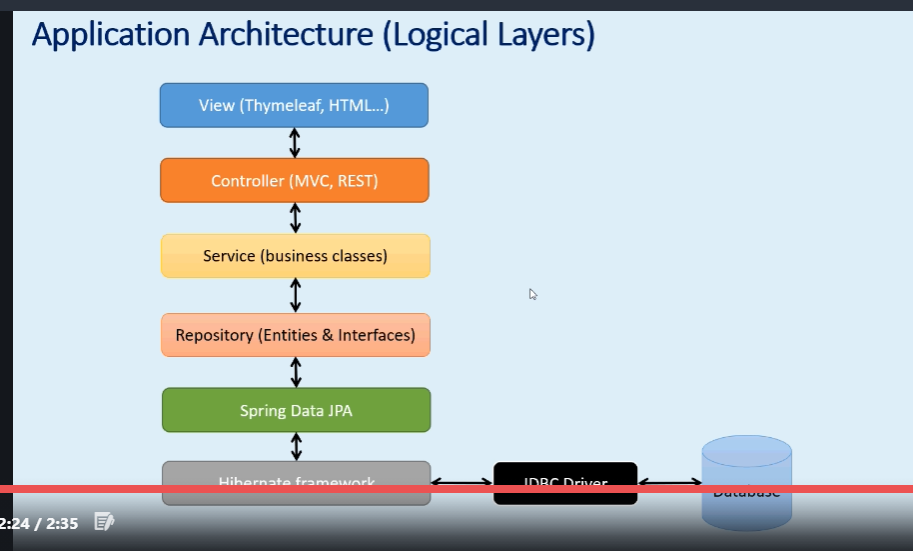 Application Architecture (Logical Layers)
View (Thymeleaf, HTML...)
Controller (MVC, REST)
Service (business classes)
Repository (Entities & Interfaces)
Spring Data JPA
Hibernate framework
JDBC Driver
Database
2:24 / 2:35